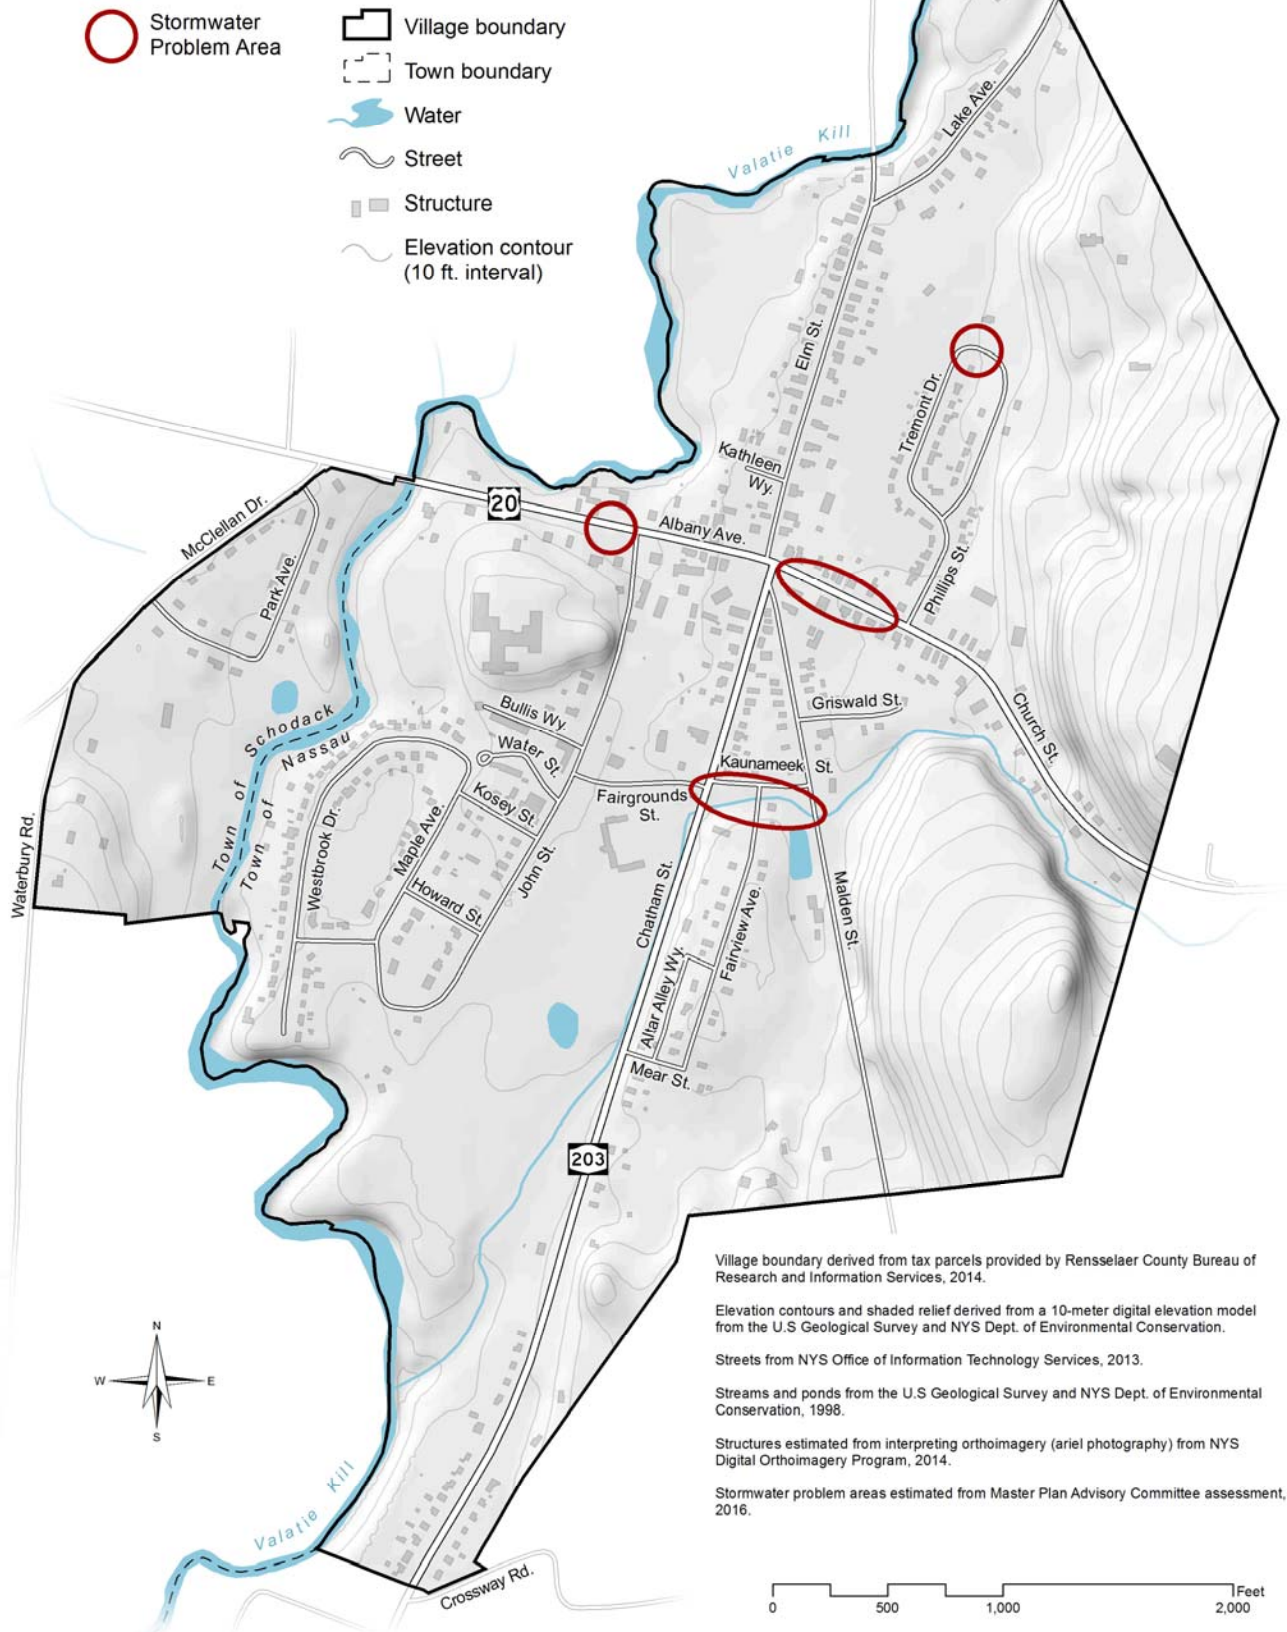 Stormwater
Problem Area
Village boundary
Town boundary
Water
Street
Structure
Elevation contour
(10 ft. interval)
Valatie Kill
Lake Ave.
Elm St.
Tremont Dr.
Kathleen
Wy.
McClellan Dr.
20
Albany Ave.
Park Ave.
Phillips St.
Bullis Wy.
Griswald St.
Church St.
Town of Schodack
Town of Nassau
Water St.
Kaunameek St.
Fairgrounds
St.
Kosey St.
Westbrook Dr.
Maple Ave.
Howard St.
John St.
Waterbury Rd.
Chatham St.
Malden St.
Fairview Ave.
Altar Alley Wy.
Mear St.
203
Village boundary derived from tax parcels provided by Rensselaer County Bureau of
Research and Information Services, 2014.
Elevation contours and shaded relief derived from a 10-meter digital elevation model
from the U.S Geological Survey and NYS Dept. of Environmental Conservation.
Streets from NYS Office of Information Technology Services, 2013.
Streams and ponds from the U.S Geological Survey and NYS Dept. of Environmental
Conservation, 1998.
Structures estimated from interpreting orthoimagery (ariel photography) from NYS
Digital Orthoimagery Program, 2014.
Stormwater problem areas estimated from Master Plan Advisory Committee assessment,
2016.
N
W E
S
Valatie Kill
Crossway Rd.
Feet
0 500 1,000 2,000